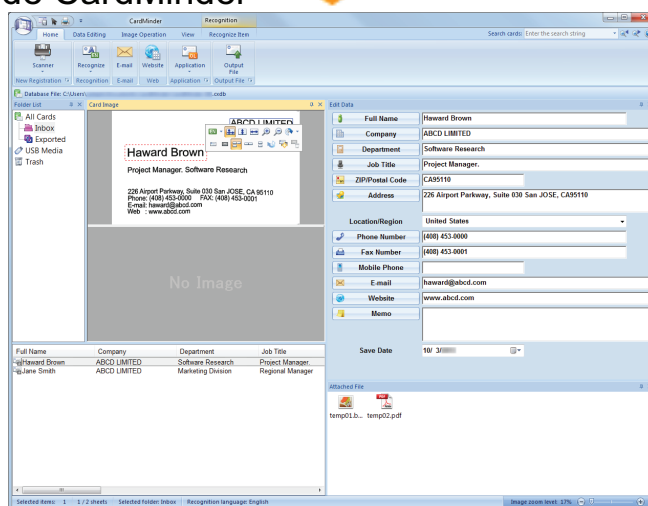 de CardMinder
CardMinder
Recognition
Home Data Editing Image Operation View Recognize Item
Search cards: Enter the search string
Scanner Recognize E-mail Website Application Output File
New Registration Recognition E-mail Web Application Output File
Database File: C:\Users\ .cxdb
Folder List
Card Image
Edit Data
All Cards
Inbox
Exported
USB Media
Trash
ABCD LIMITED
Haward Brown
Project Manager. Software Research
226 Airport Parkway, Suite 030 San JOSE, CA 95110
Phone: (408) 453-0000 FAX: (408) 453-0001
E-mail: haward@abcd.com
Web : www.abcd.com
No Image
Full Name Haward Brown
Company ABCD LIMITED
Department Software Research
Job Title Project Manager.
ZIP/Postal Code CA95110
Address 226 Airport Parkway, Suite 030 San JOSE, CA95110
Location/Region United States
Phone Number (408) 453-0000
Fax Number (408) 453-0001
Mobile Phone
E-mail haward@abcd.com
Website www.abcd.com
Memo
Save Date 10/ 3/
Full Name Company Department Job Title
Haward Brown ABCD LIMITED Software Research Project Manager.
Jane Smith ABCD LIMITED Marketing Division Regional Manager
Attached File
PDF
temp01.b... temp02.pdf
Selected Items: 1 1 / 2 sheets Selected Folder: Inbox Recognition language: English
Image zoom level: 17%